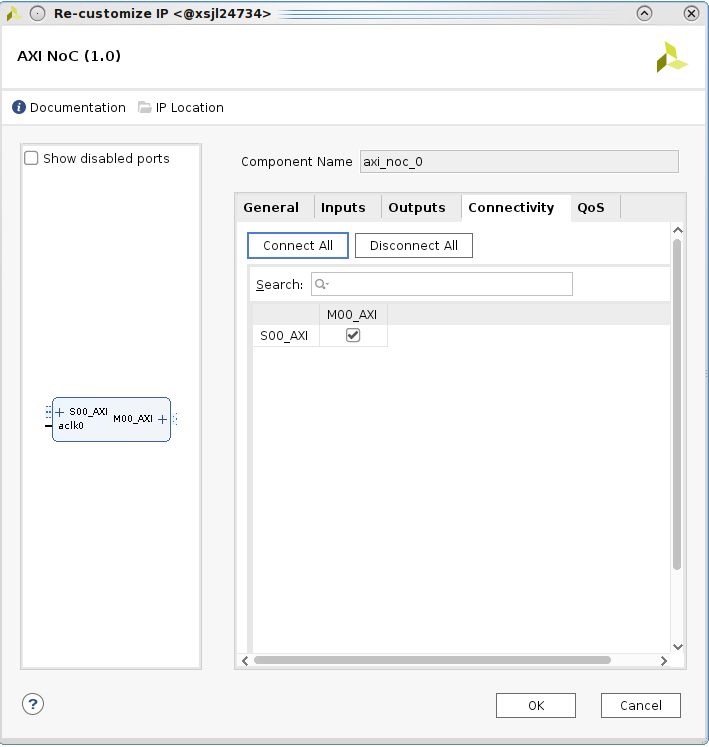 Re-customize IP <@xsjl24734>
AXI NoC (1.0)
Documentation IP Location
Show disabled ports
Component Name axi_noc_0
General Inputs Outputs Connectivity QoS
Connect All Disconnect All
Search:
M00_AXI
S00_AXI
S00_AXI
aclk0
M00_AXI
?
OK Cancel